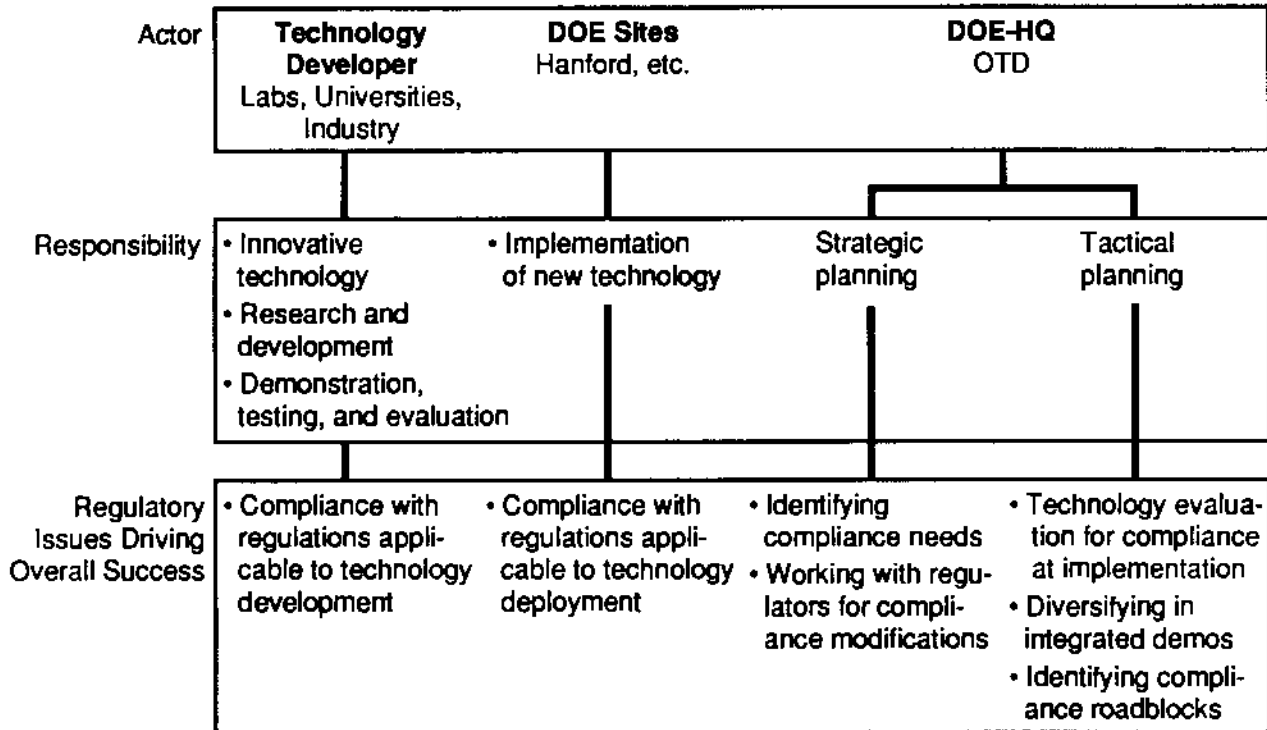 Actor
Technology
Developer
Labs, Universities,
Industry
DOE Sites
Hanford, etc.
DOE-HQ
OTD
Responsibility
• Innovative
technology
• Research and
development
• Demonstration,
testing, and evaluation
• Implementation
of new technology
Strategic
planning
Tactical
planning
Regulatory
Issues Driving
Overall Success
• Compliance with
regulations appli-
cable to technology
development
• Compliance with
regulations appli-
cable to technology
deployment
• Identifying
compliance needs
• Working with regu-
lators for compli-
ance modifications
• Technology evalua-
tion for compliance
at implementation
• Diversifying in
integrated demos
• Identifying compli-
ance roadblocks